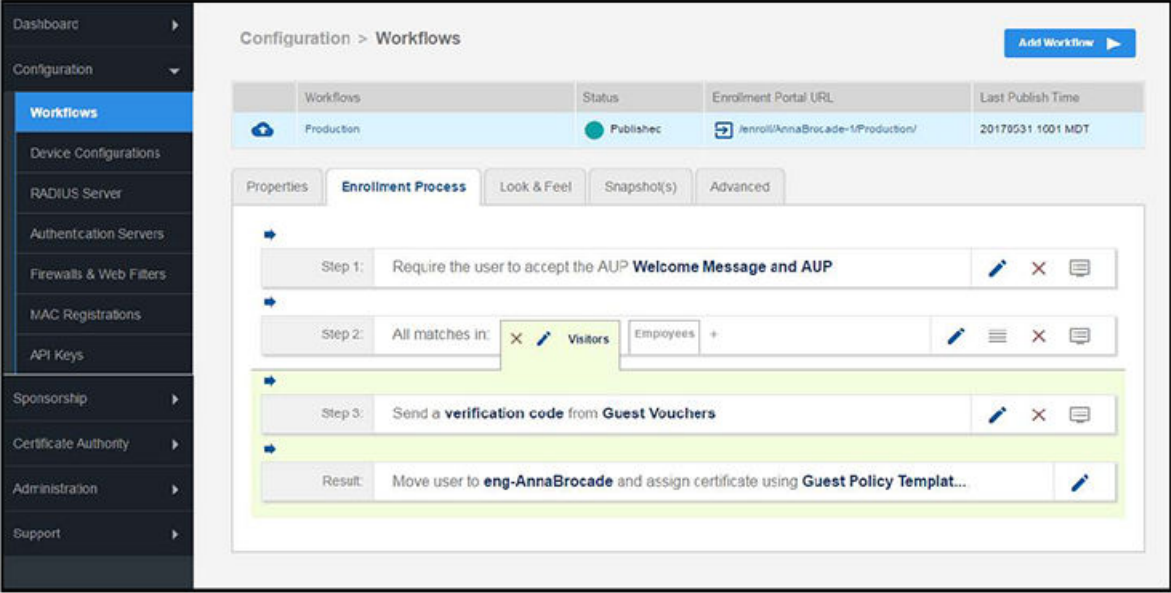 Dashboard
Configuration
Workflows
Device Configurations
RADIUS Server
Authentication Servers
Firewalls & Web Filters
MAC Registrations
API Keys
Sponsorship
Certificate Authority
Administration
Support
Configuration > Workflows
Add Workflow
Workflows Status Enrollment Portal URL Last Publish Time
Production Published /enroll/AnnaBrocade-1/Production/ 20170531 1001 MDT
Properties Enrollment Process Look & Feel Snapshot(s) Advanced
Step 1: Require the user to accept the AUP Welcome Message and AUP
Step 2: All matches in: Visitors Employees +
Step 3: Send a verification code from Guest Vouchers
Result: Move user to eng-AnnaBrocade and assign certificate using Guest Policy Templat...